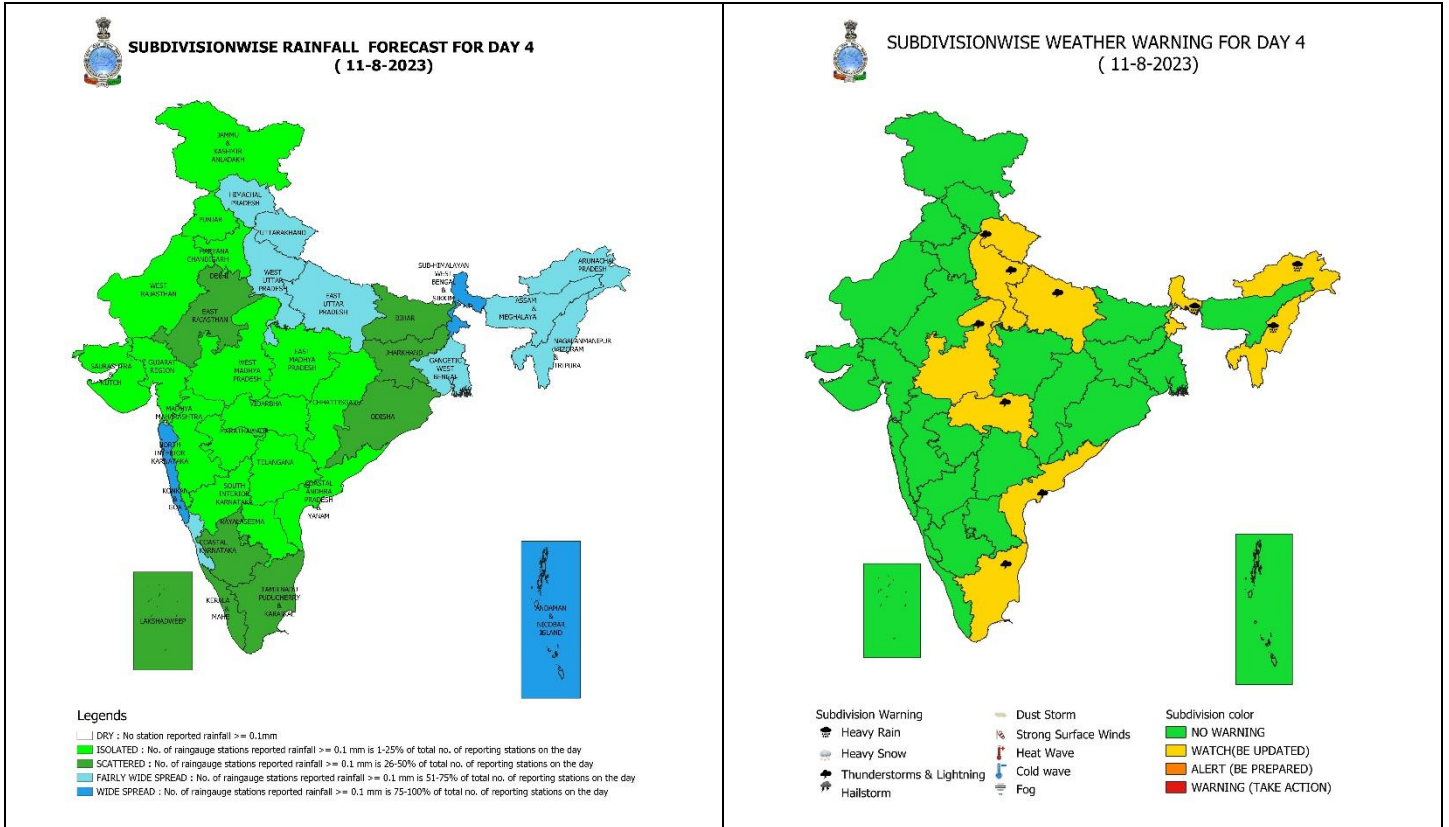 SUBDIVISIONWISE RAINFALL FORECAST FOR DAY 4
( 11-8-2023)
JAMMU
&
KASHMIR
ANLADAKH
HIMACHAL
PRADESH
PUNJAB
UTTARAKHAND
HARYANA
CHANDIGARH
DELHI
WEST
UTTAR
PRADESH
WEST
RAJASTHAN
EAST
UTTAR
PRADESH
EAST
RAJASTHAN
SUB-HIMALAYAN
WEST
BENGAL
&
SIKKIM
ARUNACHAL
PRADESH
ASSAM
&
MEGHALAYA
NAGALANMANIPUR
MIZORAM
&
TRIPURA
BIHAR
JHARKHAND
GANGETIC
WEST
BENGAL
SAURASHTRA
&
KUTCH
GUJARAT
REGION
WEST
MADHYA
PRADESH
EAST
MADHYA
PRADESH
VIDARBHA
CHHATTISGARH
ODISHA
MADHYA
MAHARASHTRA
MARATHAWADA
NORTH
INTERIOR
KARNATAKA
TELANGANA
KONKAN
&
GOA
SOUTH
INTERIOR
KARNATAKA
COASTAL
ANDHRA
PRADESH
&
YANAM
RAYALASEEMA
COASTAL
KARNATAKA
KERALA
&
MAHE
TAMILNADU
PUDUCHERRY
&
KARAIKAL
LAKSHADWEEP
ANDAMAN
&
NICOBAR
ISLAND
Legends
DRY : No station reported rainfall >= 0.1mm
ISOLATED : No. of raingauge stations reported rainfall >= 0.1 mm is 1-25% of total no. of reporting stations on the day
SCATTERED : No. of raingauge stations reported rainfall >= 0.1 mm is 26-50% of total no. of reporting stations on the day
FAIRLY WIDE SPREAD : No. of raingauge stations reported rainfall >= 0.1 mm is 51-75% of total no. of reporting stations on the day
WIDE SPREAD : No. of raingauge stations reported rainfall >= 0.1 mm is 75-100% of total no. of reporting stations on the day
SUBDIVISIONWISE WEATHER WARNING FOR DAY 4
( 11-8-2023)
Subdivision Warning
Heavy Rain
Heavy Snow
Thunderstorms & Lightning
Hailstorm
Dust Storm
Strong Surface Winds
Heat Wave
Cold wave
Fog
Subdivision color
NO WARNING
WATCH(BE UPDATED)
ALERT (BE PREPARED)
WARNING (TAKE ACTION)